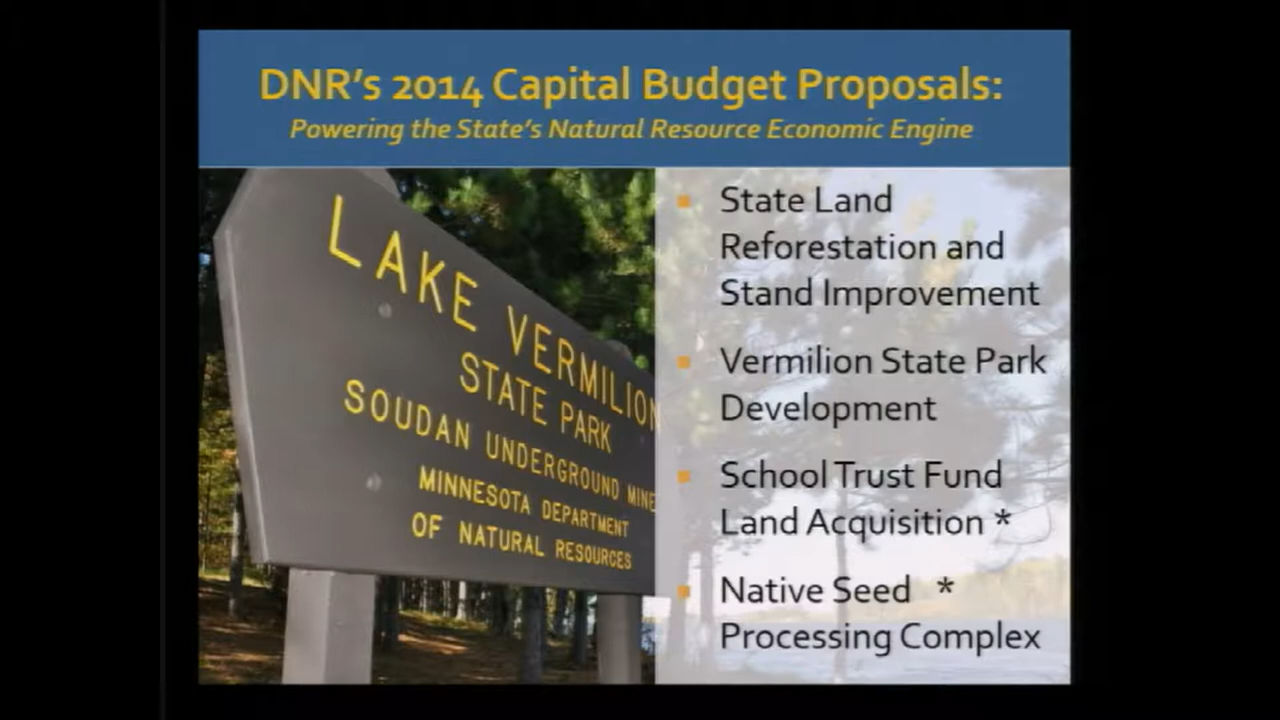 DNR's 2014 Capital Budget Proposals:
Powering the State's Natural Resource Economic Engine
LAKE VERMILION
STATE PARK
SOUDAN UNDERGROUND MINE
MINNESOTA DEPARTMENT
OF NATURAL RESOURCES
State Land
Reforestation and
Stand Improvement
Vermilion State Park
Development
School Trust Fund
Land Acquisition *
Native Seed *
Processing Complex